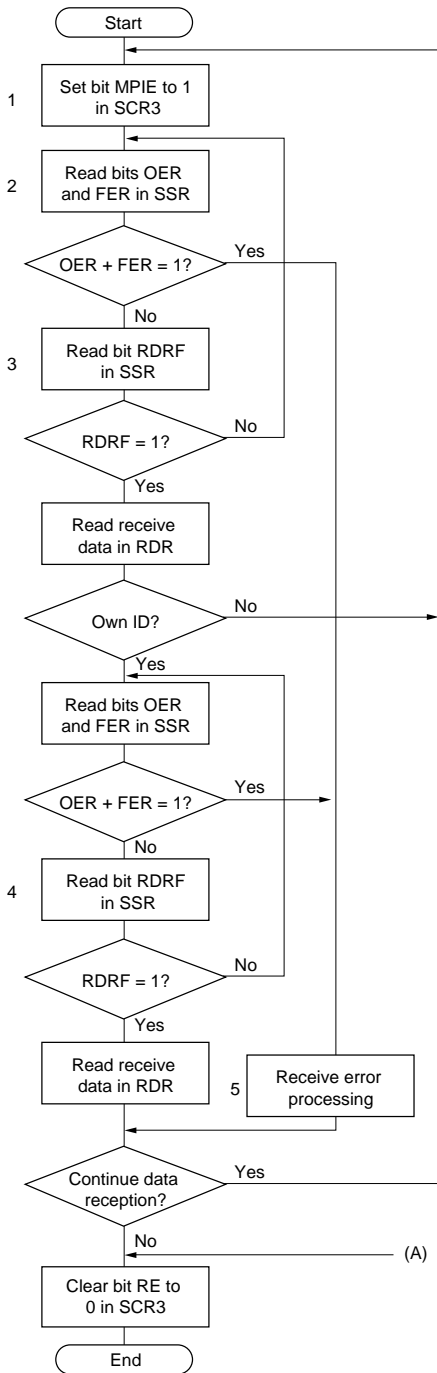 Start
1
Set bit MPIE to 1
in SCR3
2
Read bits OER
and FER in SSR
OER + FER = 1?
Yes
No
3
Read bit RDRF
in SSR
RDRF = 1?
No
Yes
Read receive
data in RDR
Own ID?
No
Yes
Read bits OER
and FER in SSR
OER + FER = 1?
Yes
No
4
Read bit RDRF
in SSR
RDRF = 1?
No
Yes
Read receive
data in RDR
5
Receive error
processing
Continue data
reception?
Yes
No
(A)
Clear bit RE to
0 in SCR3
End